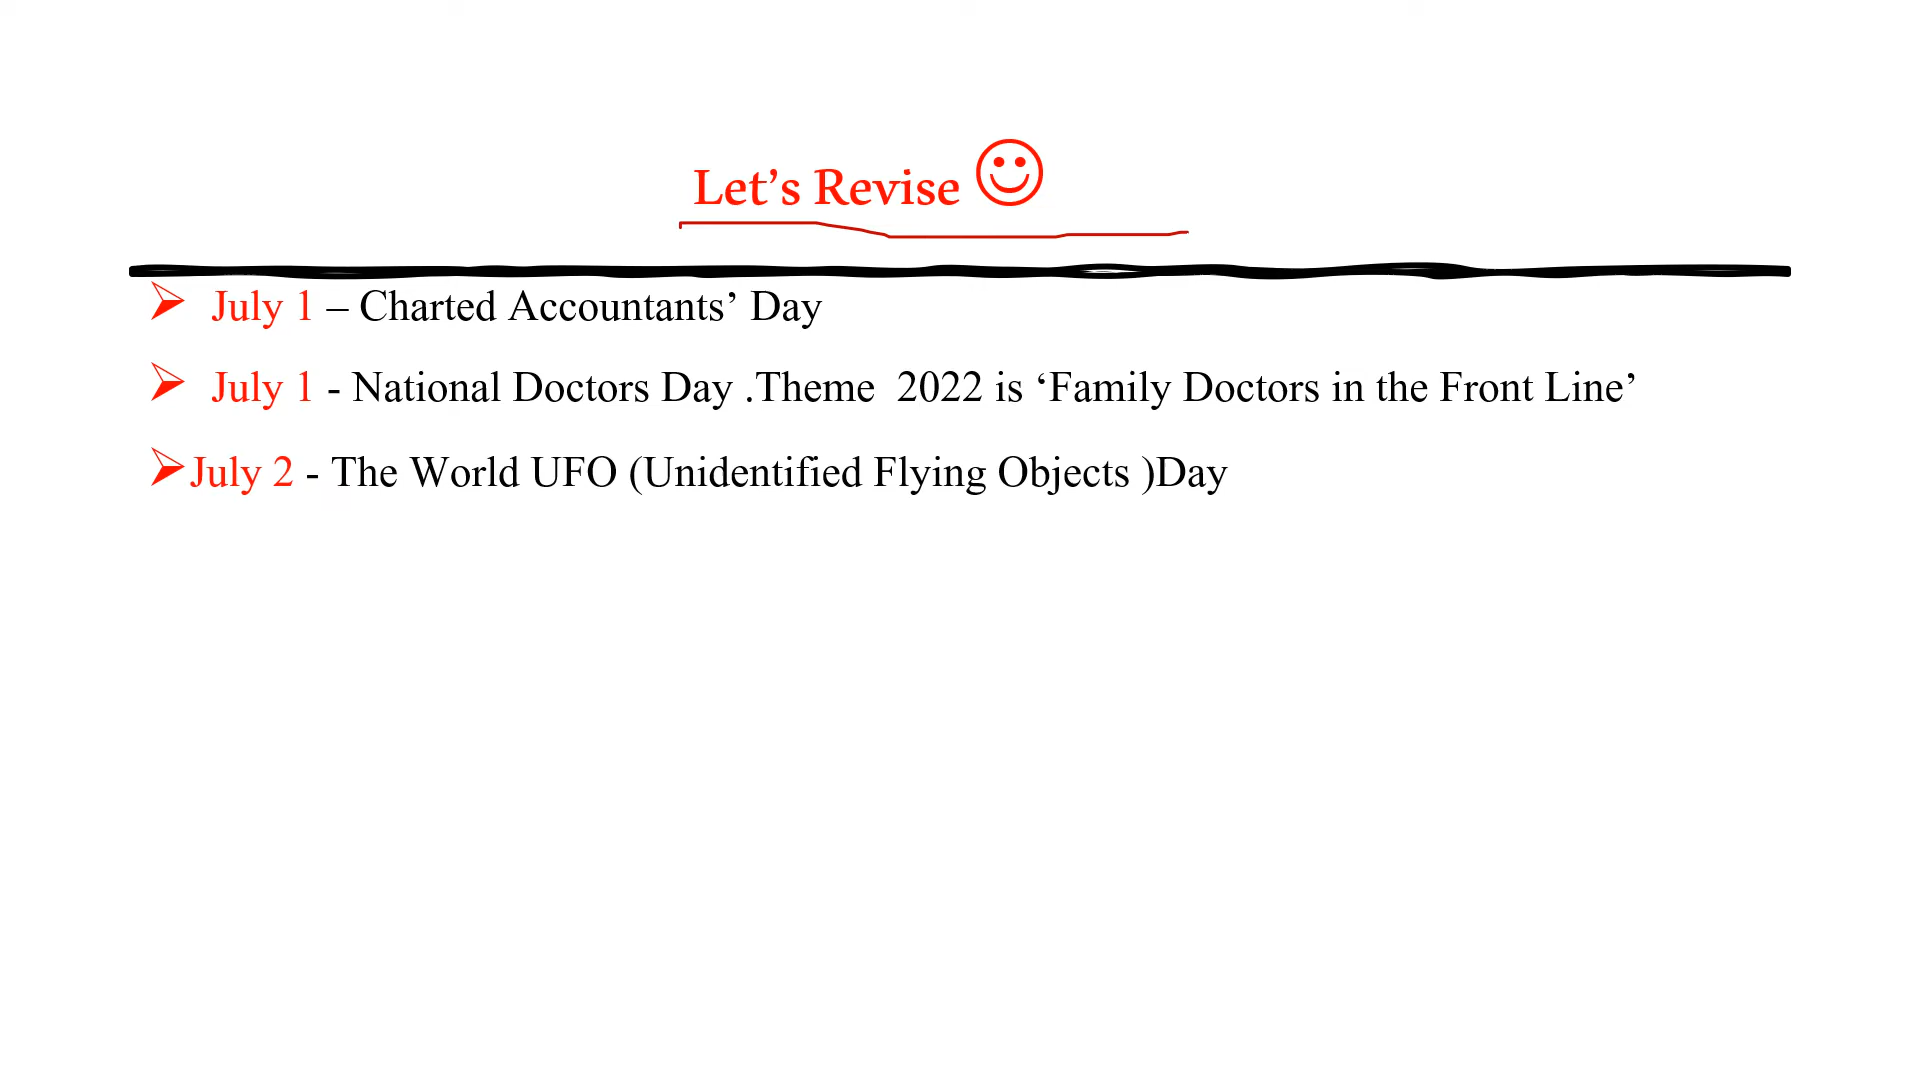 Let’s Revise
July 1 – Charted Accountants’ Day
July 1 - National Doctors Day .Theme  2022 is ‘Family Doctors in the Front Line’
July 2 - The World UFO (Unidentified Flying Objects )Day